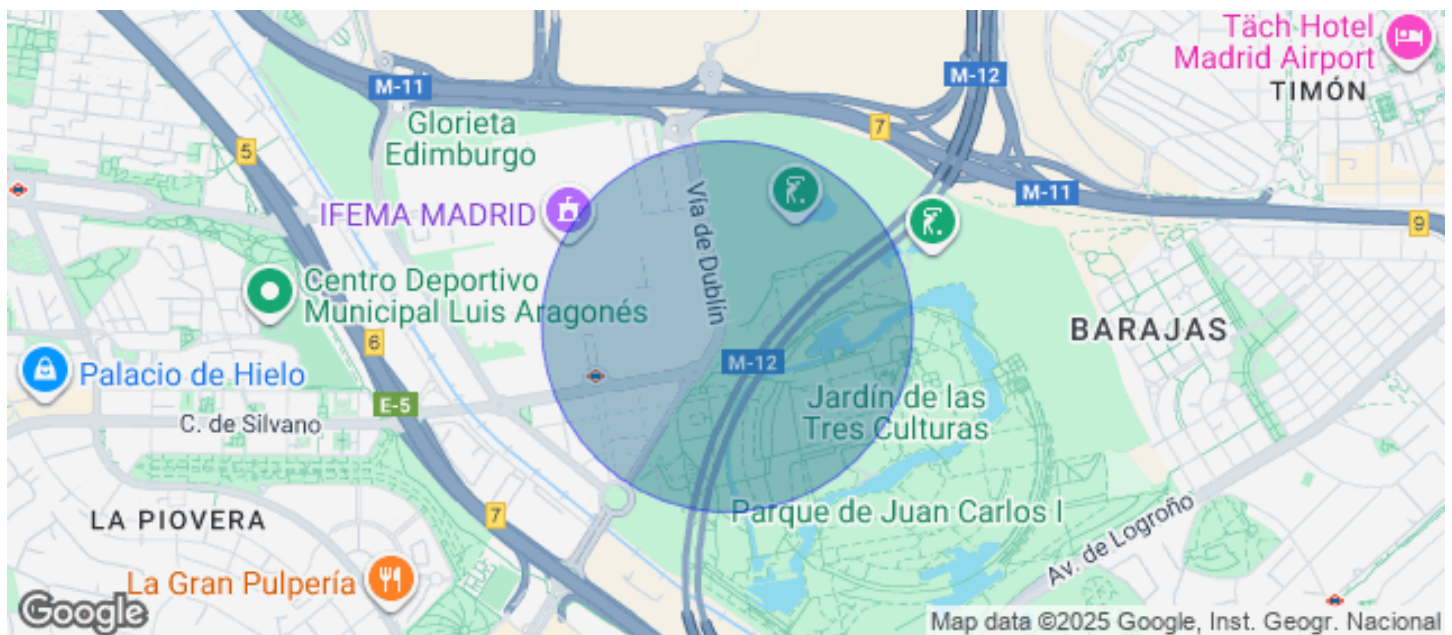 Täch Hotel
Madrid Airport
TIMÓN
M-11
M-12
Glorieta
Edimburgo
7
5
M-11
IFEMA MADRID
9
Vía de Dublín
Centro Deportivo
Municipal Luis Aragonés
BARAJAS
6
M-12
Palacio de Hielo
E-5
Jardín de las
Tres Culturas
C. de Silvano
LA PIOVERA
7
Parque de Juan Carlos I
Av. de Logroño
La Gran Pulpería
Google
Map data ©2025 Google, Inst. Geogr. Nacional